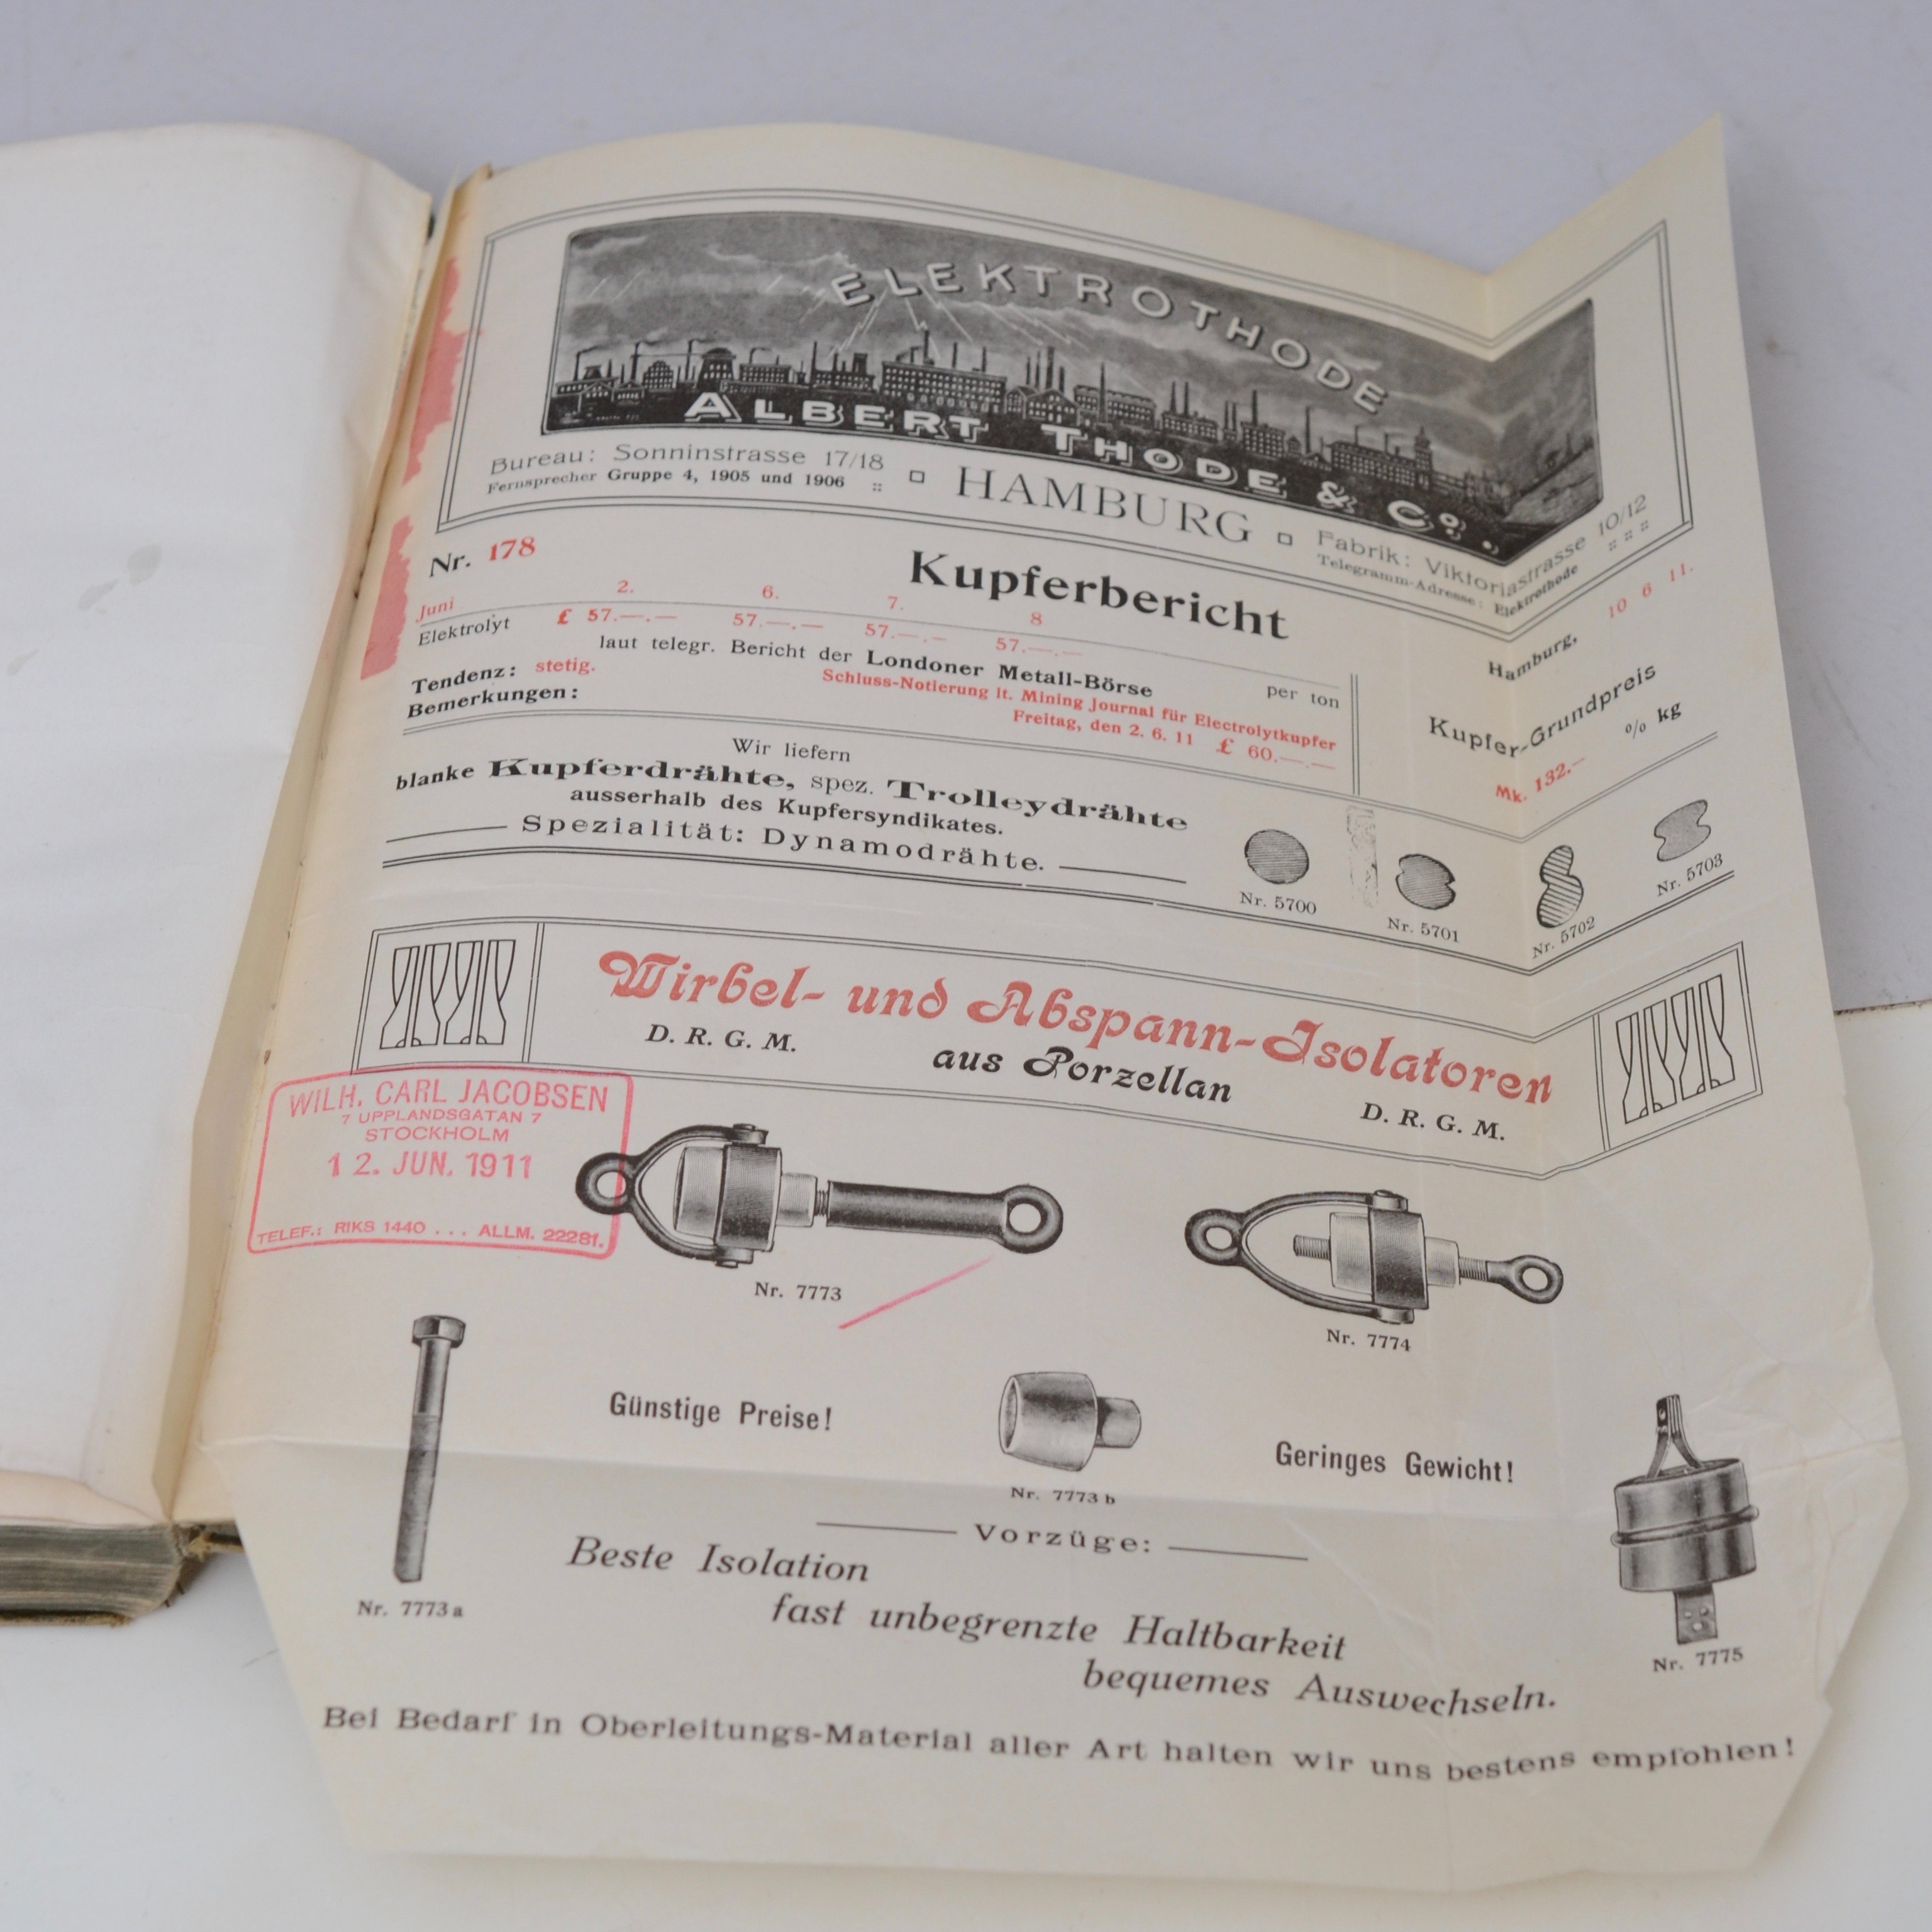 ELEKTROTHODE
ALBERT THODE & Co.
Bureau: Sonninstrasse 17/18
Fernsprecher Gruppe 4, 1905 und 1906
HAMBURG
Fabrik: Viktoriastrasse 10/12
Telegramm-Adresse: Elektrothode
Nr. 178
Kupferbericht
Hamburg, 10 6 11.
Juni 2. 6. 7. 8
Elektrolyt £ 57.—.— 57.—.— 57.—.— 57.—.—
laut telegr. Bericht der Londoner Metall-Börse per ton
Tendenz: stetig.
Schluss-Notierung lt. Mining Journal für Electrolytkupfer
Bemerkungen:
Freitag, den 2. 6. 11 £ 60.—.—
Kupfer-Grundpreis
% kg
Mk. 132.–
Wir liefern
blanke Kupferdrähte, spez. Trolleydrähte
ausserhalb des Kupfersyndikates.
Spezialität: Dynamodrähte.
Nr. 5700
Nr. 5701
Nr. 5702
Nr. 5703
Wirbel- und Abspann-Isolatoren
D. R. G. M.
aus Porzellan
D. R. G. M.
WILH. CARL JACOBSEN
7 UPPLANDSGATAN 7
STOCKHOLM
12. JUN. 1911
TELEF.: RIKS 1440 ... ALLM. 22281.
Nr. 7773
Nr. 7774
Günstige Preise!
Geringes Gewicht!
Nr. 7773 b
Nr. 7773 a
Nr. 7775
Vorzüge:
Beste Isolation
fast unbegrenzte Haltbarkeit
bequemes Auswechseln.
Bei Bedarf in Oberleitungs-Material aller Art halten wir uns bestens empfohlen!